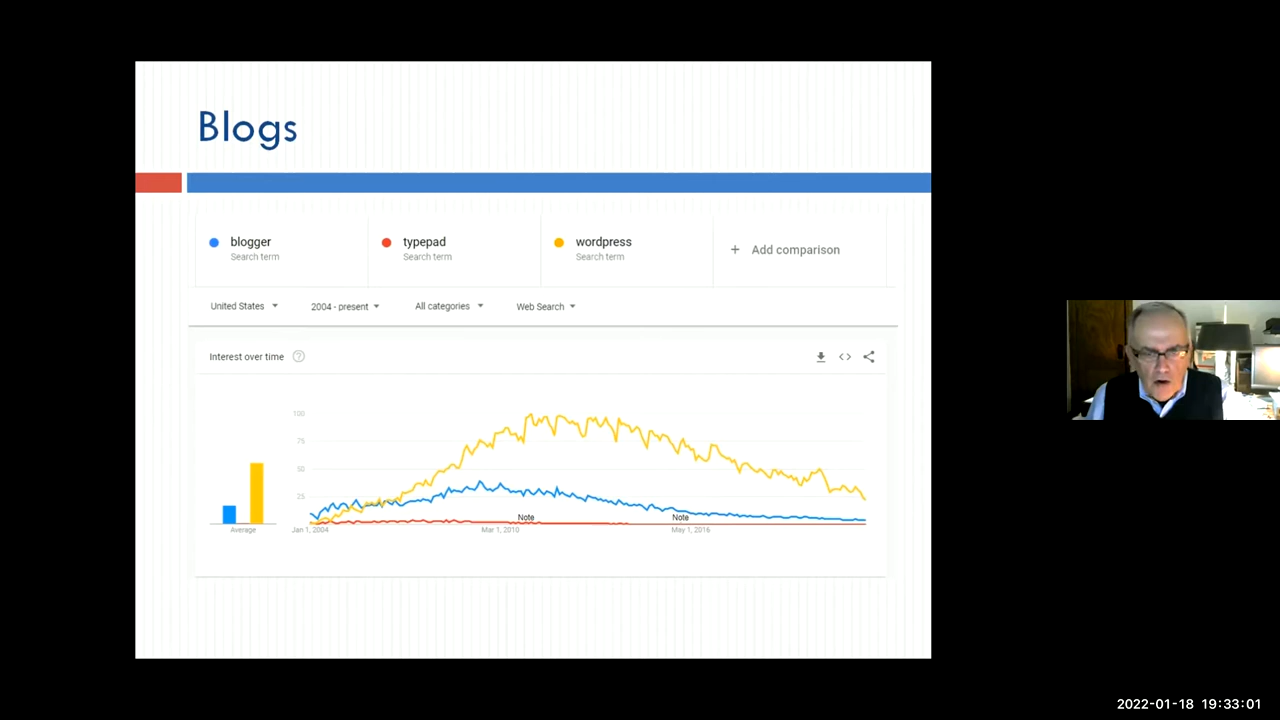 Blogs
blogger
Search term
typepad
Search term
wordpress
Search term
+ Add comparison
United States
2004 - present
All categories
Web Search
Interest over time
100
75
50
25
Note
Note
Average
Jan 1, 2004
Mar 1, 2010
May 1, 2016
2022-01-18 19:33:01